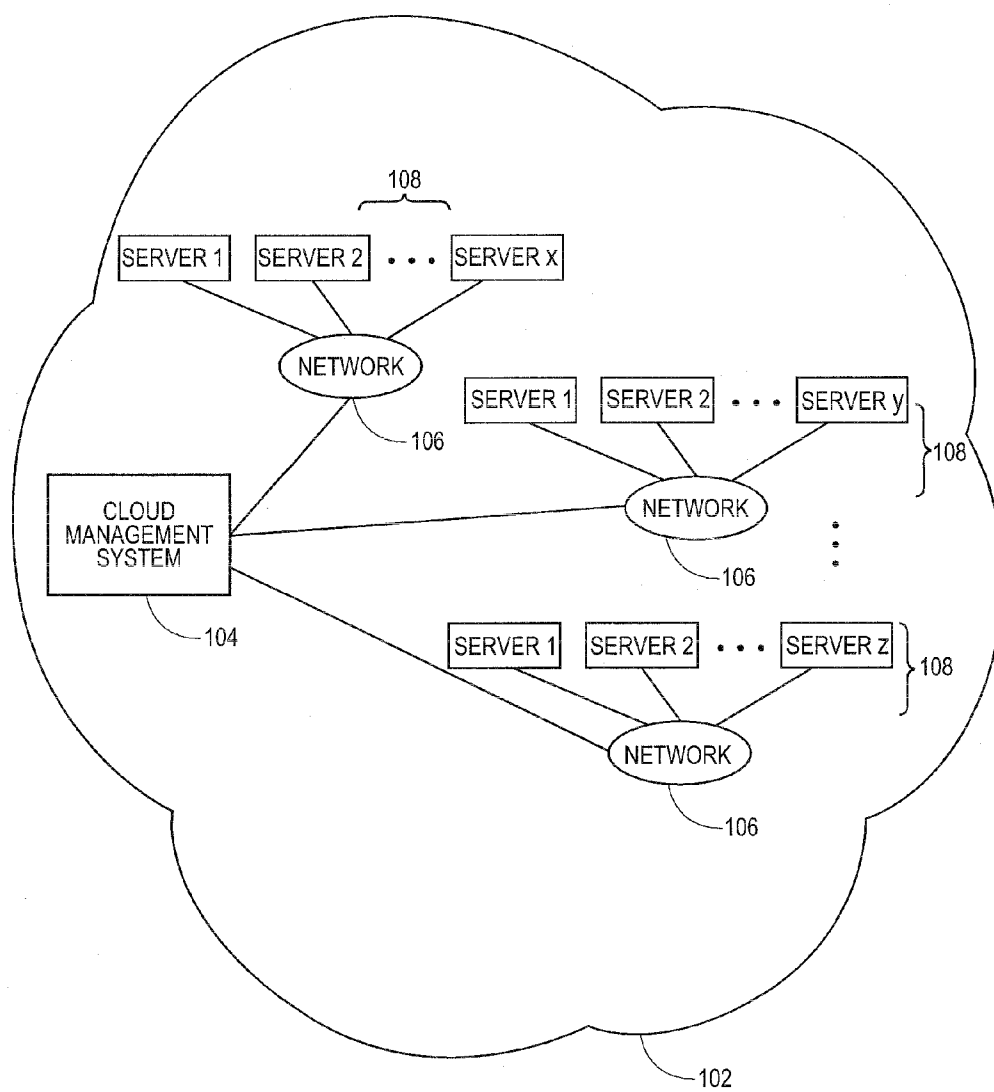 108
SERVER 1
SERVER 2
SERVER x
NETWORK
106
SERVER 1
SERVER 2
SERVER y
108
NETWORK
106
CLOUD
MANAGEMENT
SYSTEM
104
SERVER 1
SERVER 2
SERVER z
108
NETWORK
106
102